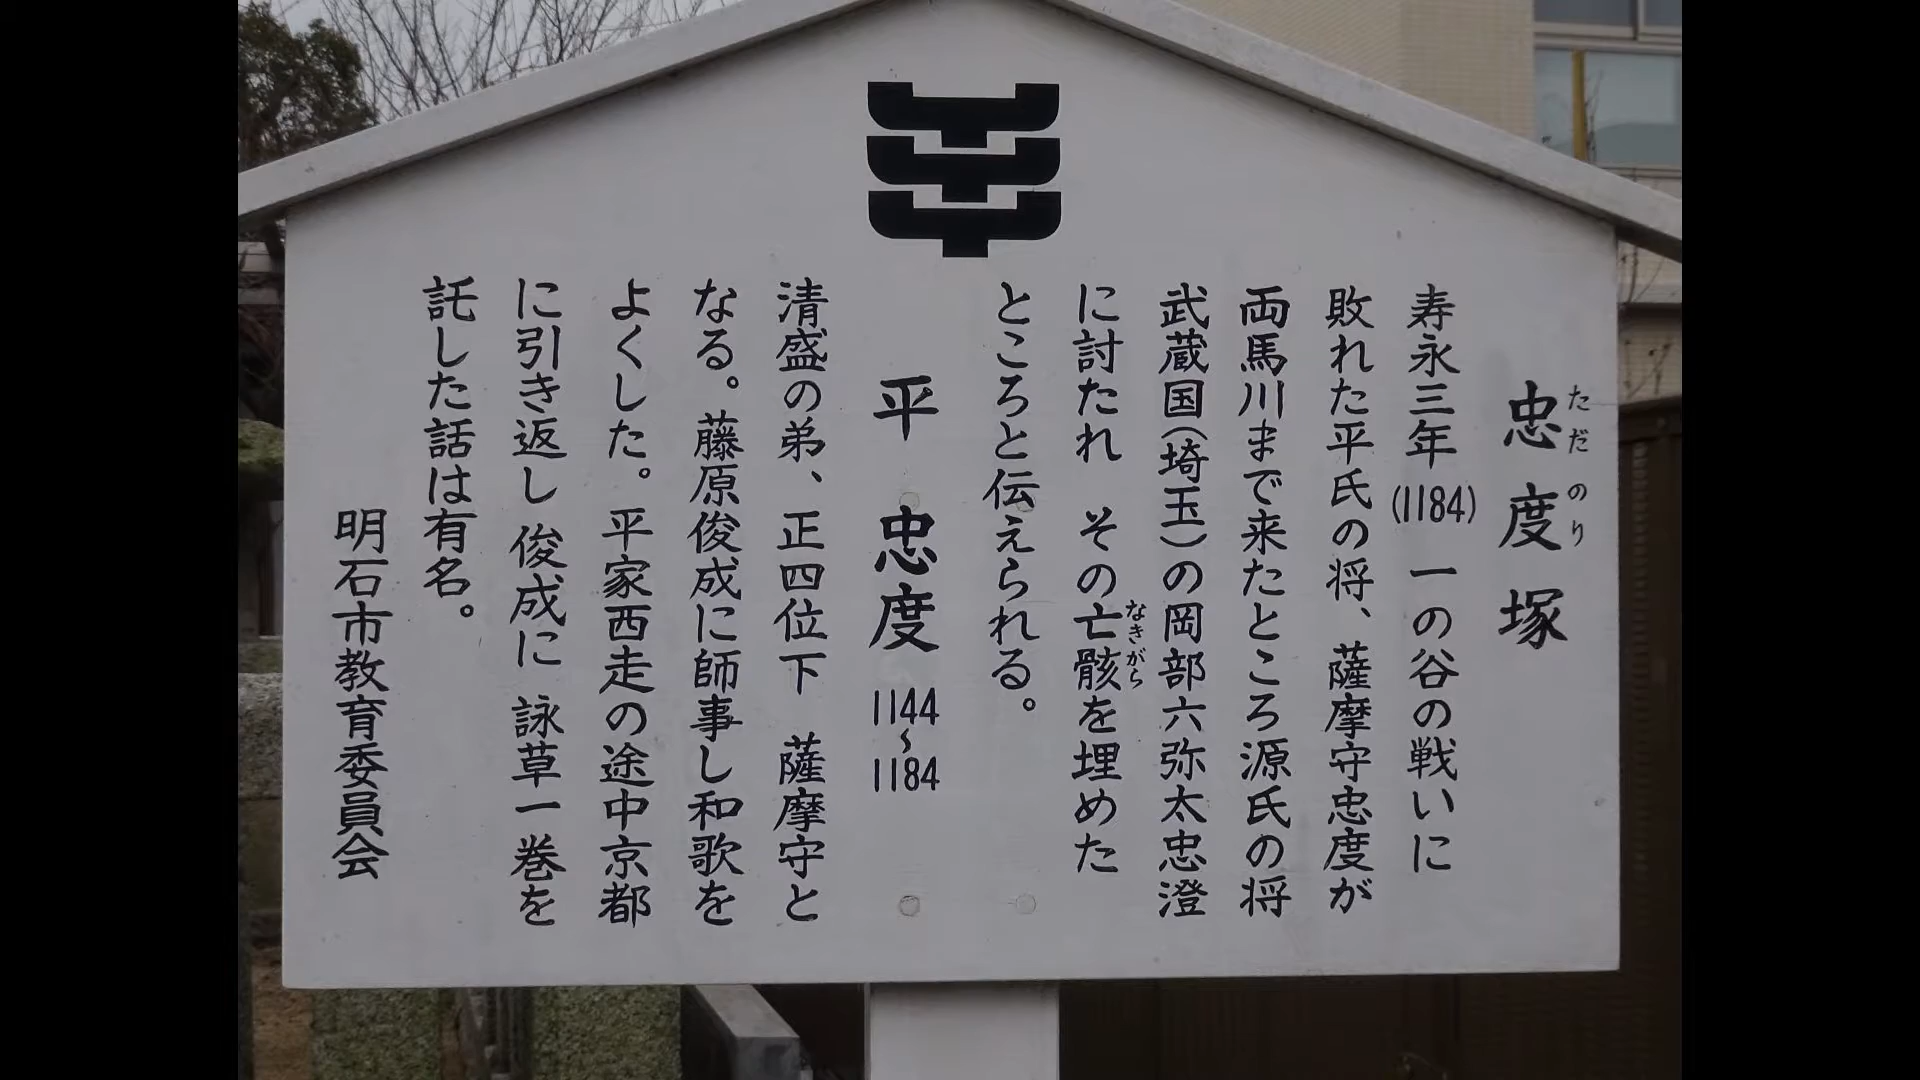 忠度塚
ただのり
寿永三年(1184) 一の谷の戦いに
敗れた平氏の将、薩摩守忠度が
両馬川まで来たところ源氏の将
武蔵国(埼玉)の岡部六弥太忠澄
に討たれ その亡骸を埋めた
なきがら
ところと伝えられる。
平 忠度 1144~1184
清盛の弟、正四位下 薩摩守と
なる。藤原俊成に師事し和歌を
よくした。平家西走の途中京都
に引き返し 俊成に 詠草一巻を
託した話は有名。
明石市教育委員会